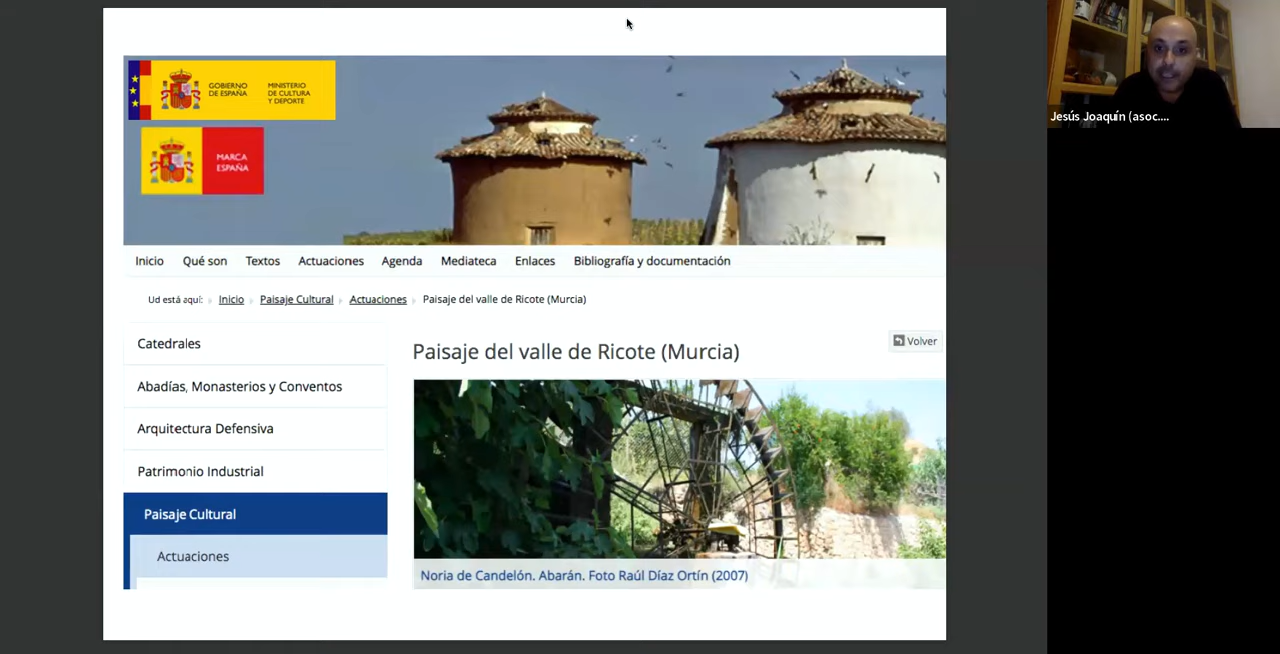 GOBIERNO
DE ESPAÑA
MINISTERIO
DE CULTURA
Y DEPORTE
MARCA
ESPAÑA
Inicio Qué son Textos Actuaciones Agenda Mediateca Enlaces Bibliografía y documentación
Ud está aquí: Inicio Paisaje Cultural Actuaciones Paisaje del valle de Ricote (Murcia)
Volver
Catedrales
Abadías, Monasterios y Conventos
Arquitectura Defensiva
Patrimonio Industrial
Paisaje Cultural
Actuaciones
Paisaje del valle de Ricote (Murcia)
Noria de Candelón. Abarán. Foto Raúl Díaz Ortín (2007)
Jesús Joaquín (asoc....